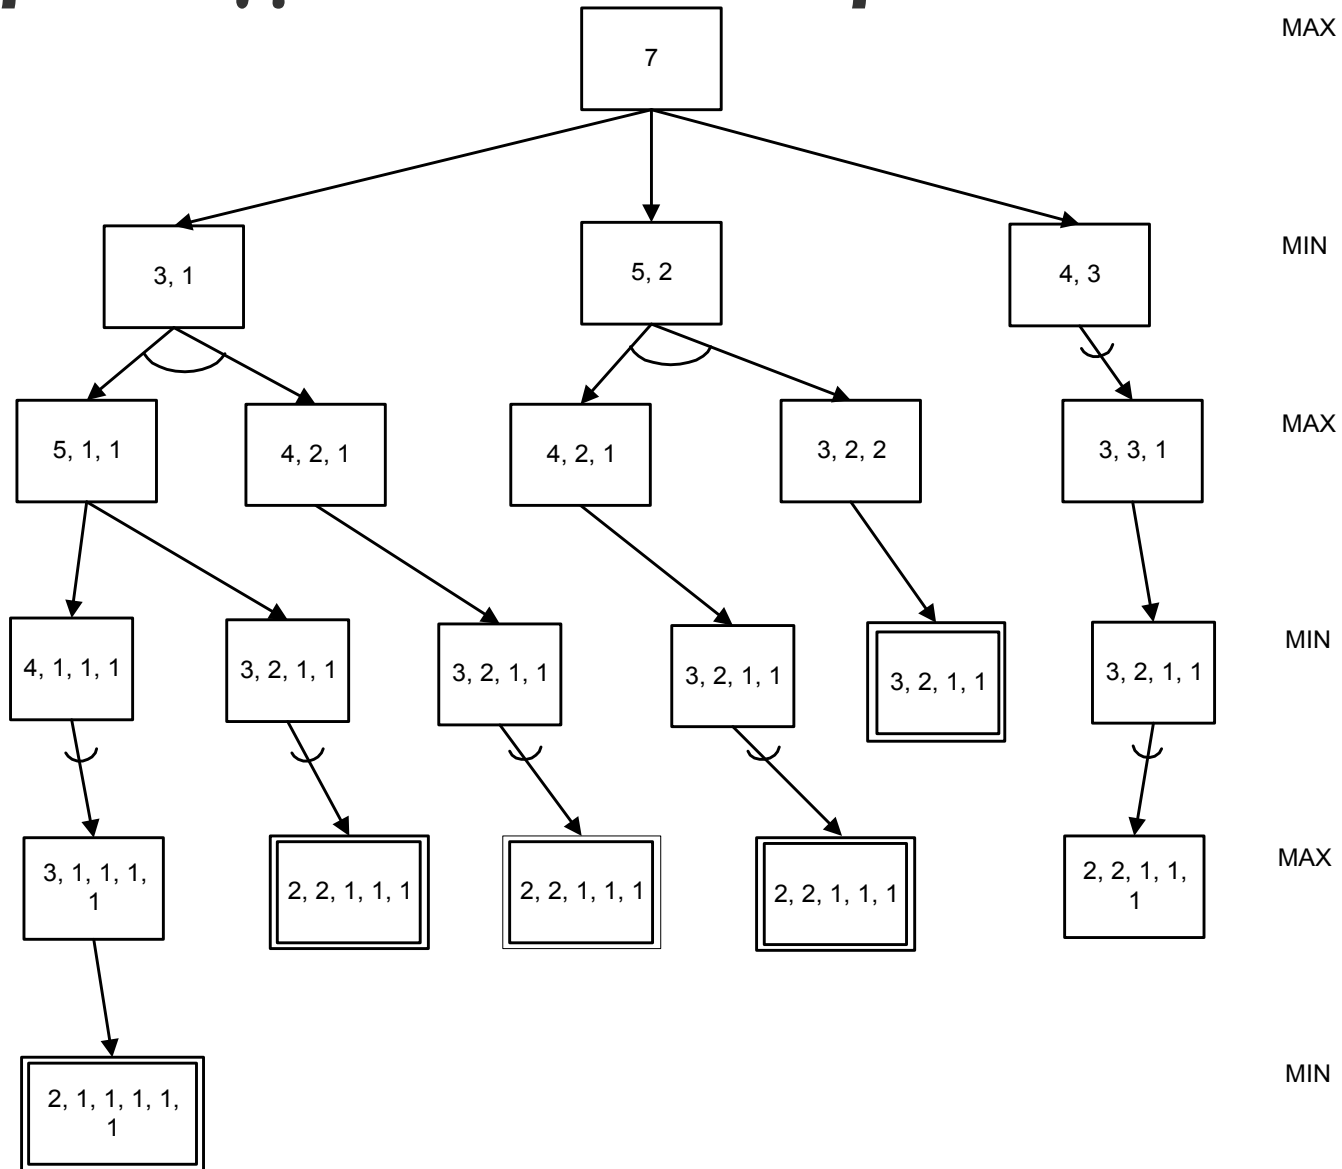 7
MAX
3, 1
5, 2
4, 3
MIN
5, 1, 1
4, 2, 1
4, 2, 1
3, 2, 2
3, 3, 1
MAX
4, 1, 1, 1
3, 2, 1, 1
3, 2, 1, 1
3, 2, 1, 1
3, 2, 1, 1
3, 2, 1, 1
MIN
3, 1, 1, 1,
1
2, 2, 1, 1, 1
2, 2, 1, 1, 1
2, 2, 1, 1, 1
2, 2, 1, 1,
1
MAX
2, 1, 1, 1, 1,
1
MIN